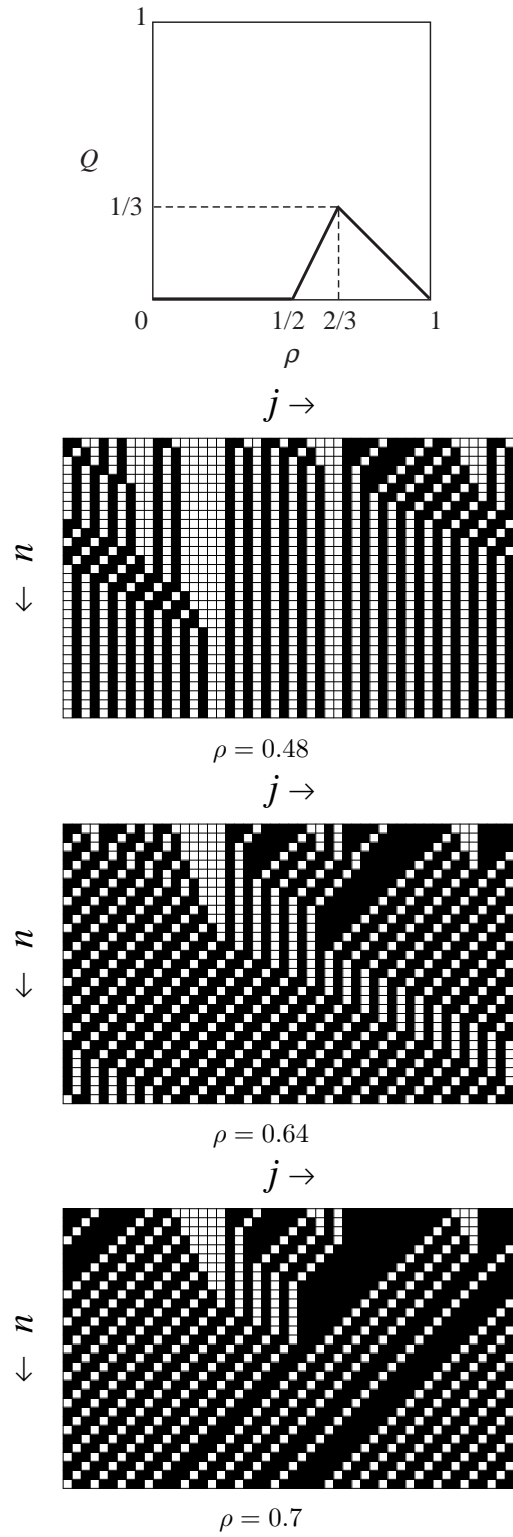 1
Q
1/3
0
1/2
2/3
1
ρ
j →
← n
ρ = 0.48
j →
← n
ρ = 0.64
j →
← n
ρ = 0.7